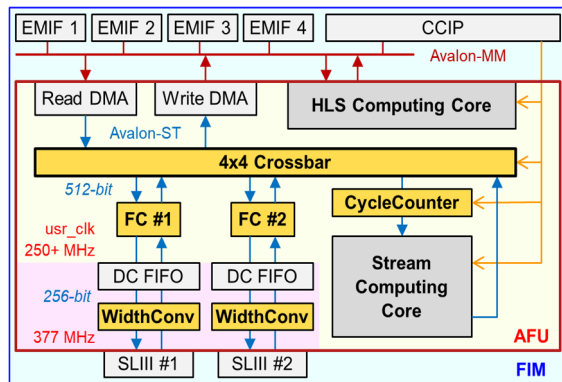 EMIF 1 EMIF 2 EMIF 3 EMIF 4 CCIP
Avalon-MM
Read DMA Write DMA HLS Computing Core
Avalon-ST
4x4 Crossbar
512-bit
FC #1 FC #2 CycleCounter
usr_clk
250+ MHz
DC FIFO DC FIFO Stream
Computing
Core
256-bit
WidthConv WidthConv
377 MHz AFU
SLIII #1 SLIII #2 FIM